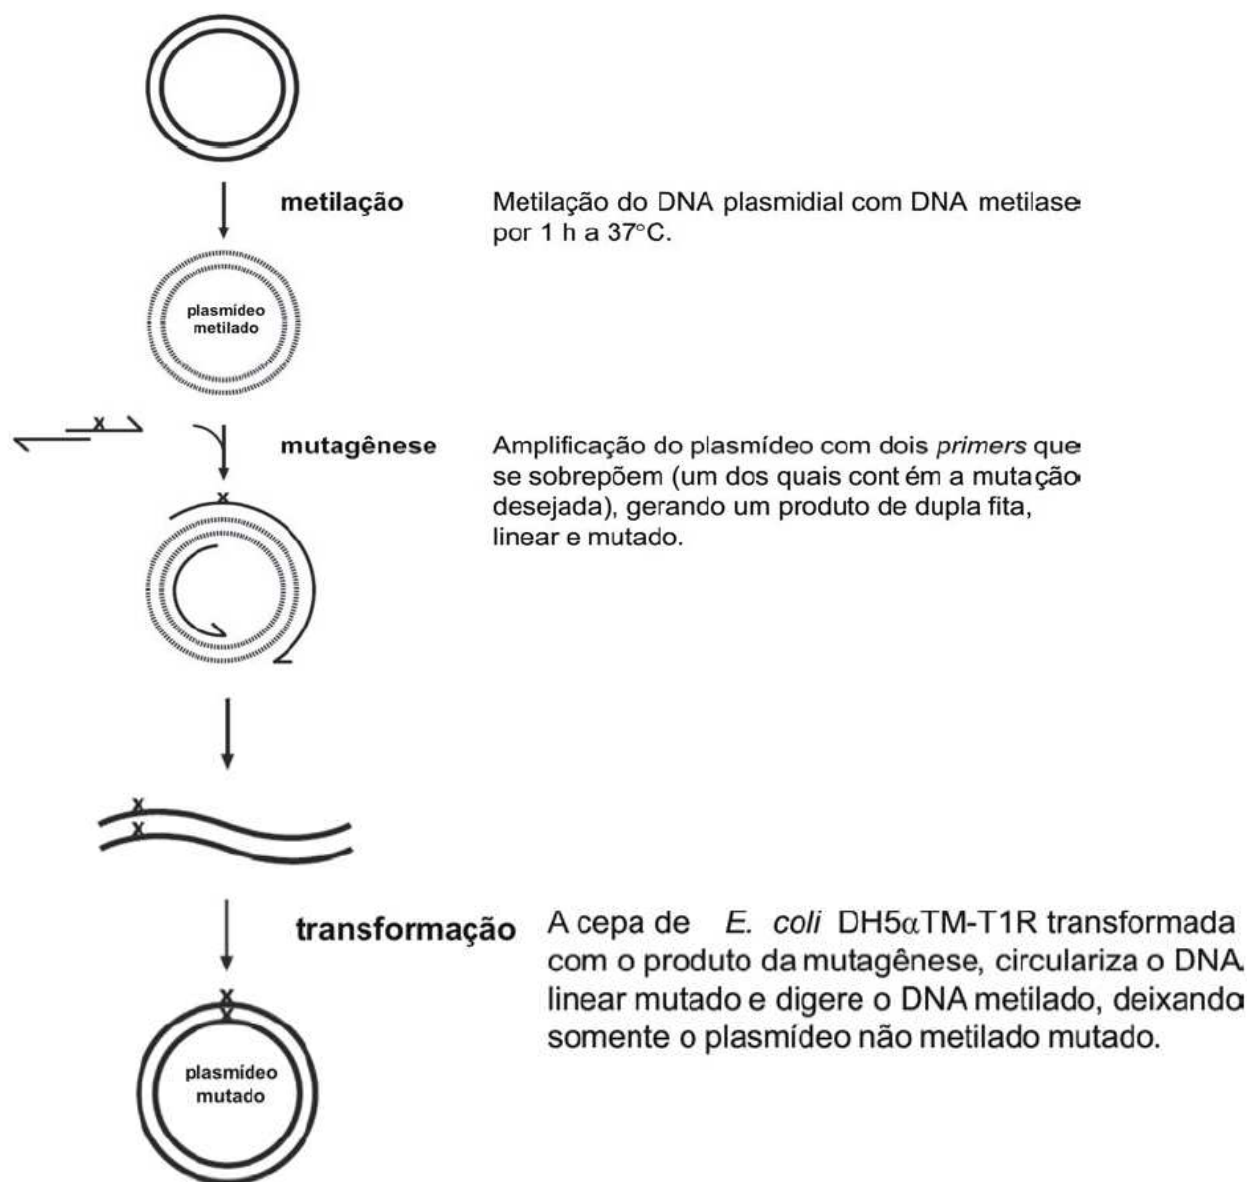 metilação
Metilação do DNA plasmidial com DNA metilase
por 1 h a 37°C.
plasmídeo
metilado
x
mutagênese
Amplificação do plasmídeo com dois primers que
se sobrepõem (um dos quais cont ém a mutação
desejada), gerando um produto de dupla fita,
linear e mutado.
x
x
x
transformação
A cepa de E. coli DH5αTM-T1R transformada
com o produto da mutagênese, circulariza o DNA
linear mutado e digere o DNA metilado, deixando
somente o plasmídeo não metilado mutado.
x
x
plasmídeo
mutado